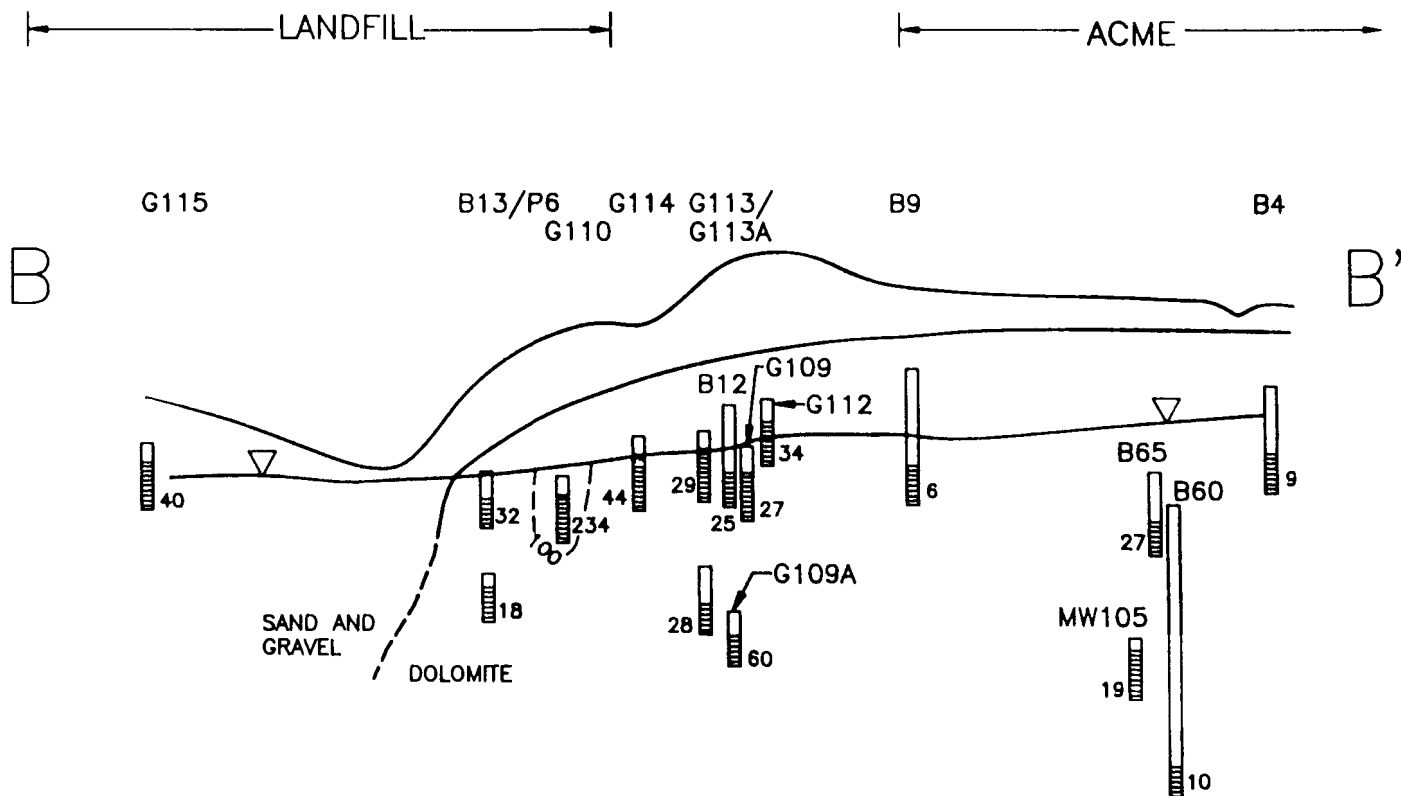 LANDFILL
ACME
G115
B13/P6
G114
G113/
B9
B4
G110
G113A
B
B'
G109
B12
G112
34
B65
40
32
234
44
29
25
27
6
B60
9
100
27
G109A
18
28
60
SAND AND
GRAVEL
DOLOMITE
MW105
19
10